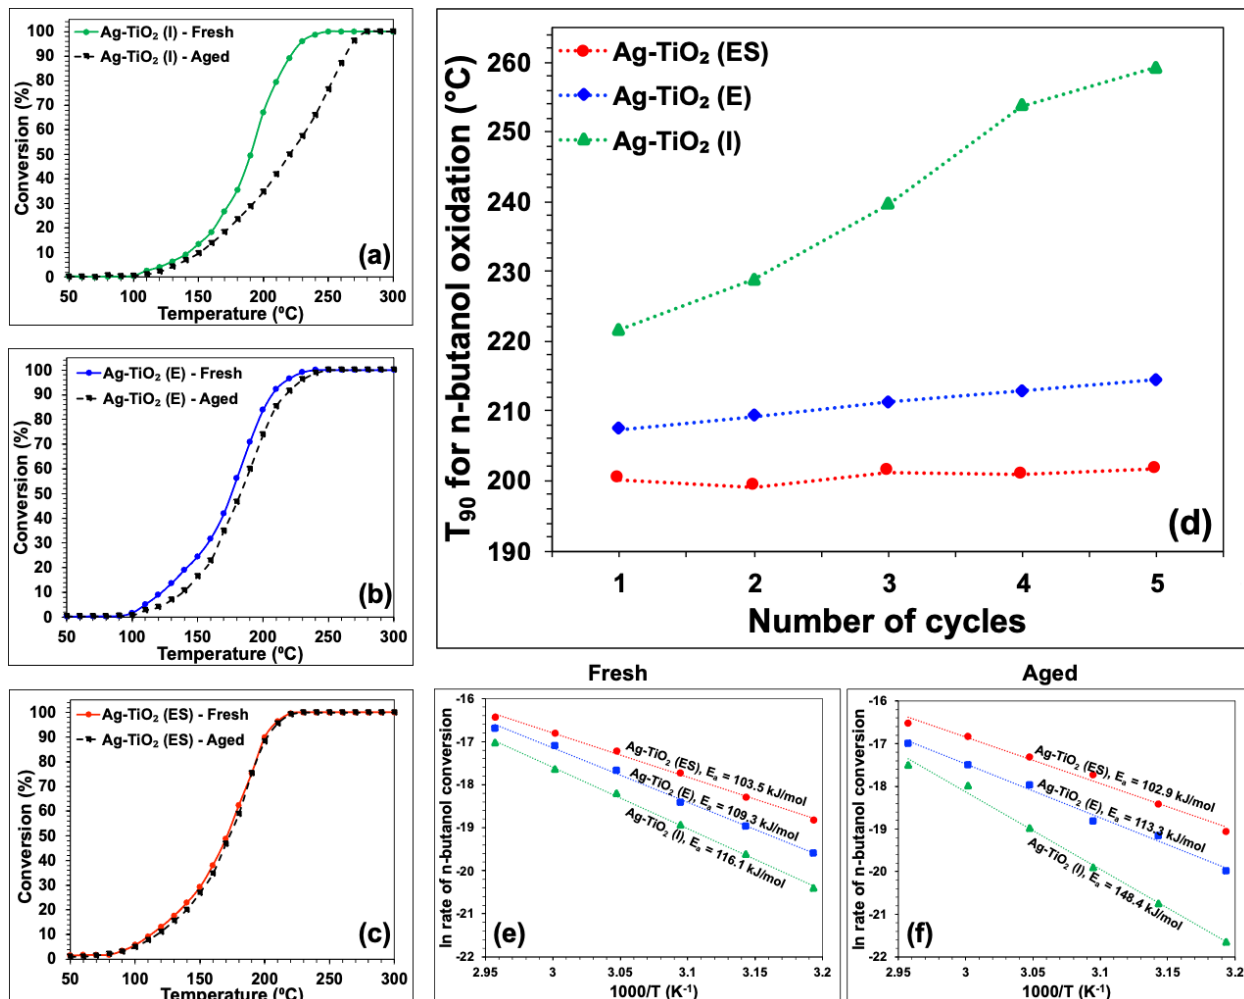 Conversion (%)
100
90
80
70
60
50
40
30
20
10
0
Ag-TiO₂ (I) - Fresh
Ag-TiO₂ (I) - Aged
(a)
50 100 150 200 250 300
Temperature (ºC)
Conversion (%)
100
90
80
70
60
50
40
30
20
10
0
Ag-TiO₂ (E) - Fresh
Ag-TiO₂ (E) - Aged
(b)
50 100 150 200 250 300
Temperature (ºC)
Conversion (%)
100
90
80
70
60
50
40
30
20
10
0
Ag-TiO₂ (ES) - Fresh
Ag-TiO₂ (ES) - Aged
(c)
50 100 150 200 250 300
Temperature (ºC)
T₉₀ for n-butanol oxidation (°C)
260
250
240
230
220
210
200
190
Ag-TiO₂ (ES)
Ag-TiO₂ (E)
Ag-TiO₂ (I)
(d)
1 2 3 4 5
Number of cycles
Fresh
ln rate of n-butanol conversion
-16
-17
-18
-19
-20
-21
-22
Ag-TiO₂ (ES), Eₐ = 103.5 kJ/mol
Ag-TiO₂ (E), Eₐ = 109.3 kJ/mol
Ag-TiO₂ (I), Eₐ = 116.1 kJ/mol
(e)
2.95 3 3.05 3.1 3.15 3.2
1000/T (K⁻¹)
Aged
ln rate of n-butanol conversion
-16
-17
-18
-19
-20
-21
-22
Ag-TiO₂ (ES), Eₐ = 102.9 kJ/mol
Ag-TiO₂ (E), Eₐ = 113.3 kJ/mol
Ag-TiO₂ (I), Eₐ = 148.4 kJ/mol
(f)
2.95 3 3.05 3.1 3.15 3.2
1000/T (K⁻¹)